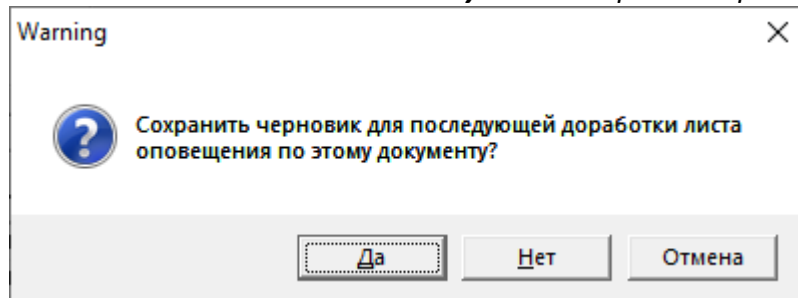 Warning
Сохранить черновик для последующей доработки листа
оповещения по этому документу?
Да
Нет
Отмена